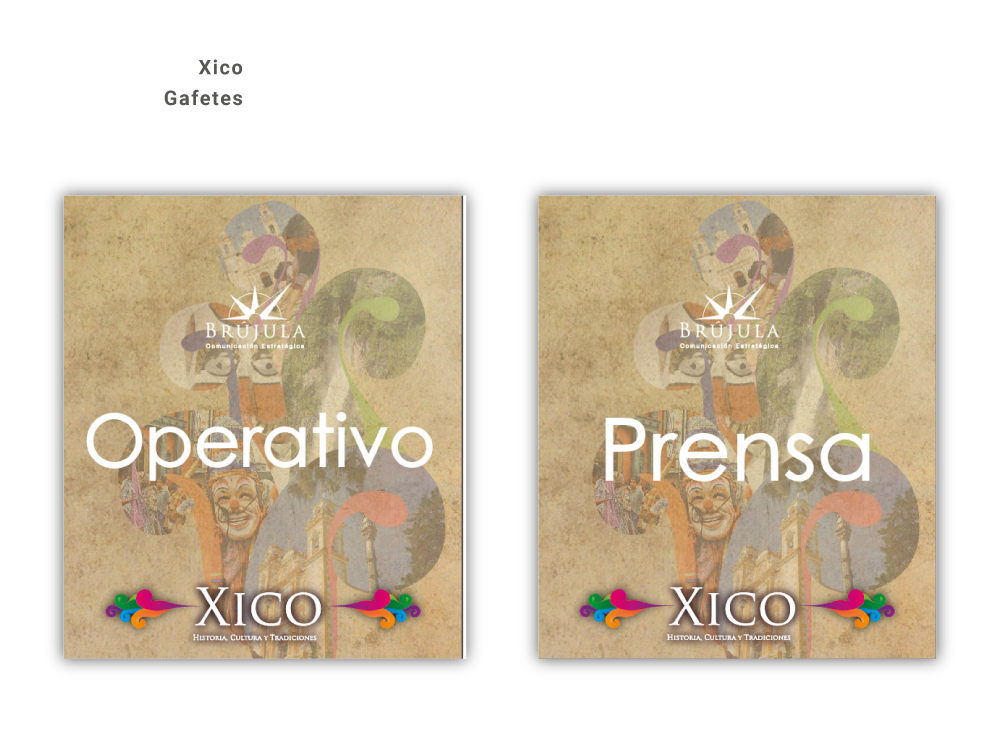 Xico
Gafetes
BRÚJULA
Comunicación Estratégica
Operativo
XICO
HISTORIA, CULTURA Y TRADICIONES
BRÚJULA
Comunicación Estratégica
Prensa
XICO
HISTORIA, CULTURA Y TRADICIONES